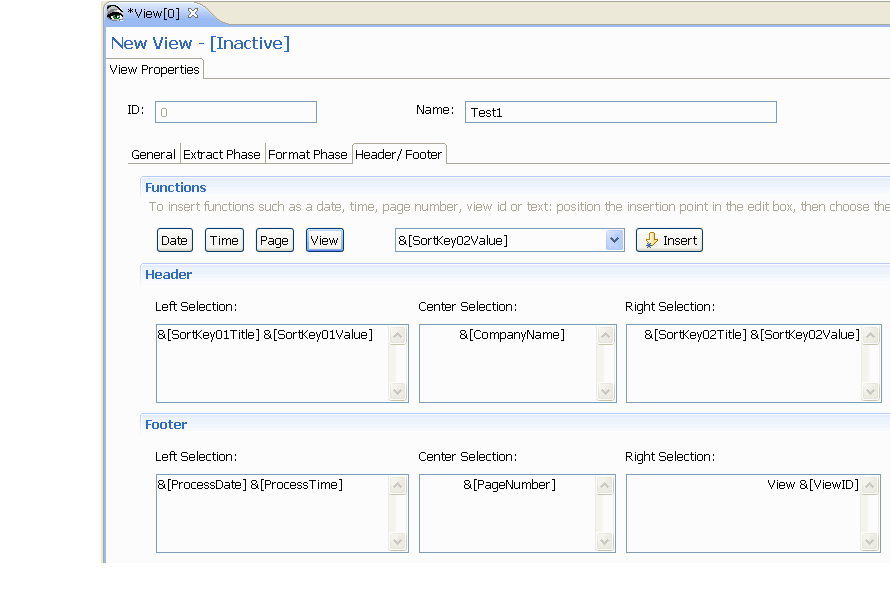 *View[0]
New View - [Inactive]
View Properties
ID: 0 Name: Test1
General Extract Phase Format Phase Header/Footer
Functions
To insert functions such as a date, time, page number, view id or text: position the insertion point in the edit box, then choose the
Date Time Page View &[SortKey02Value] Insert
Header
Left Selection: Center Selection: Right Selection:
&[SortKey01Title] &[SortKey01Value] &[CompanyName] &[SortKey02Title] &[SortKey02Value]
Footer
Left Selection: Center Selection: Right Selection:
&[ProcessDate] &[ProcessTime] &[PageNumber] View &[ViewID]